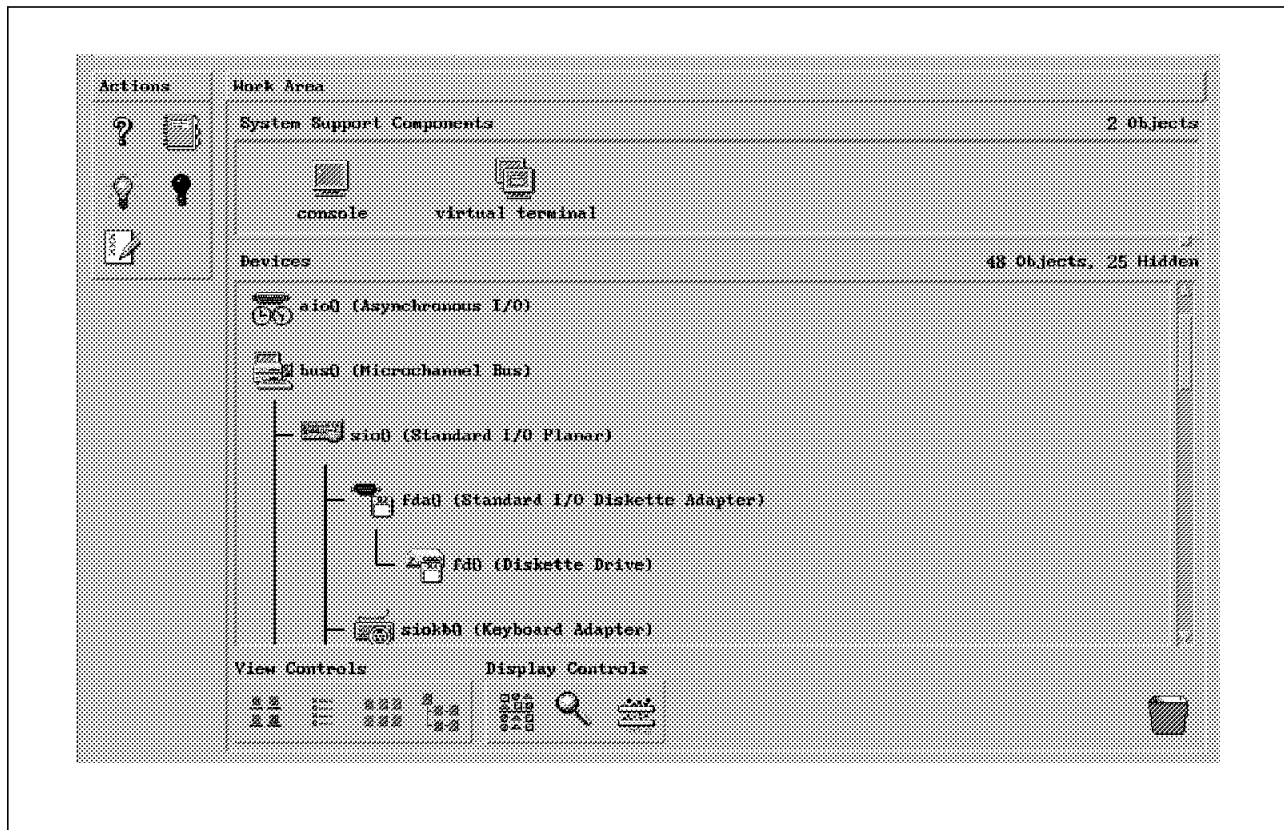 Actions
Work Area
System Support Components
2 Objects
console
virtual terminal
Devices
48 Objects, 25 Hidden
aio0 (Asynchronous I/O)
bus0 (Microchannel Bus)
sio0 (Standard I/O Planar)
fda0 (Standard I/O Diskette Adapter)
fd0 (Diskette Drive)
siokb0 (Keyboard Adapter)
View Controls
Display Controls